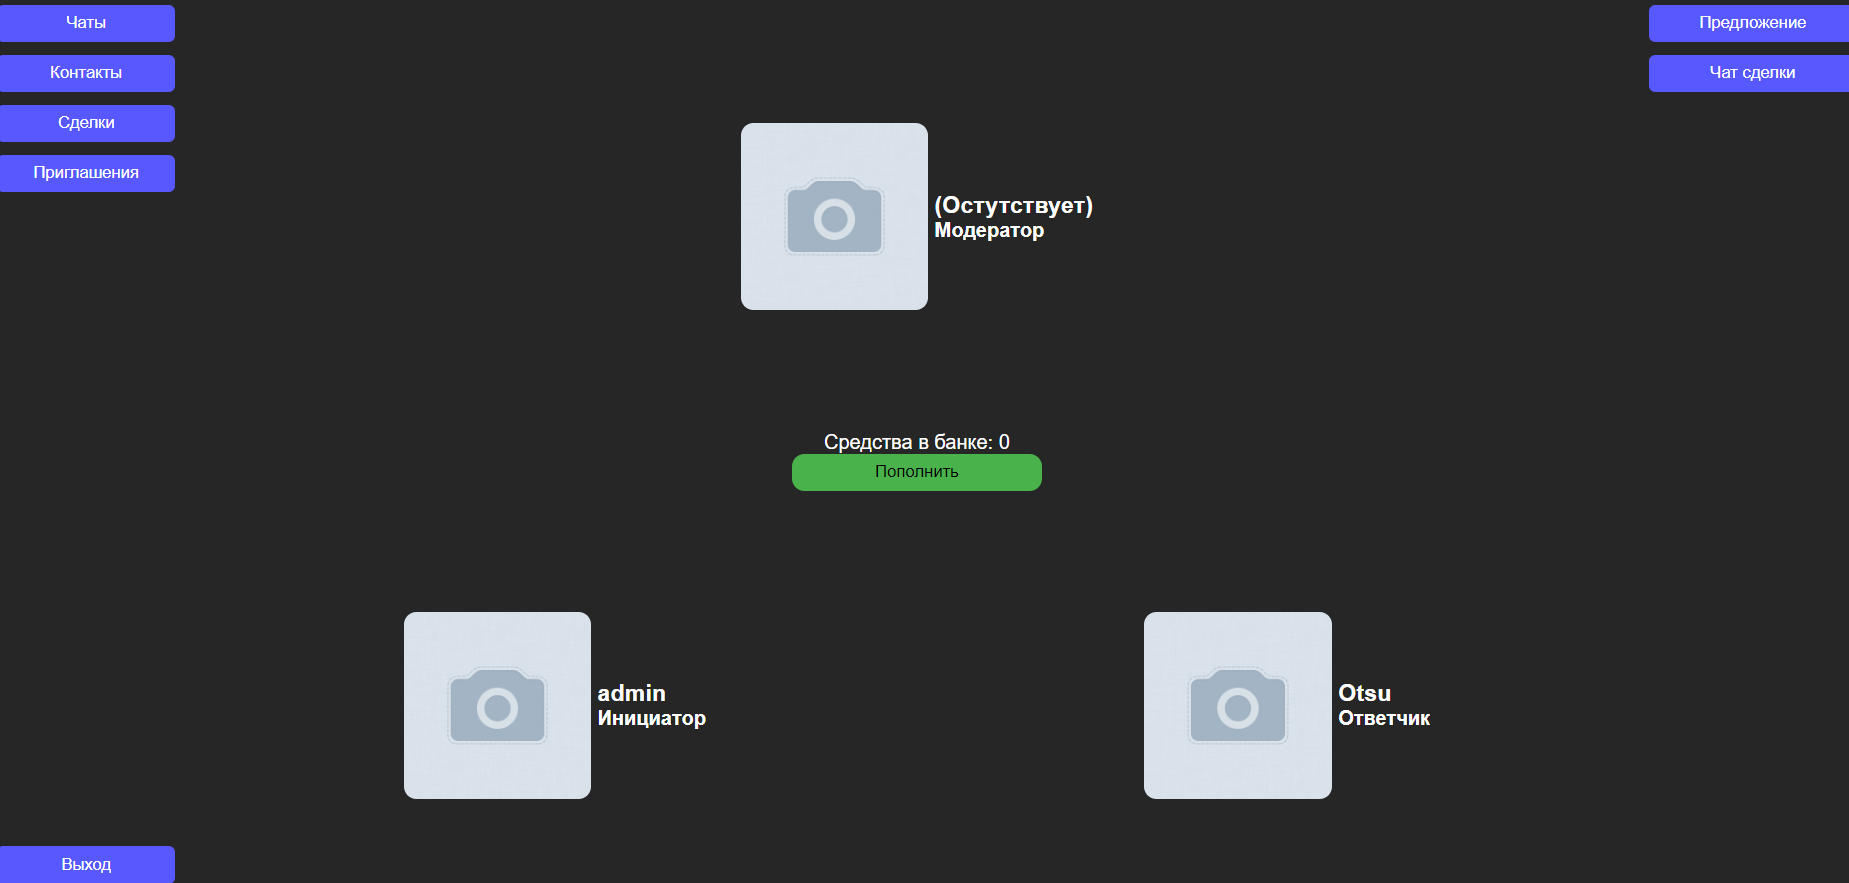 Чаты
Контакты
Сделки
Приглашения
Предложение
Чат сделки
(Остутствует)
Модератор
Средства в банке: 0
Пополнить
admin
Инициатор
Otsu
Ответчик
Выход